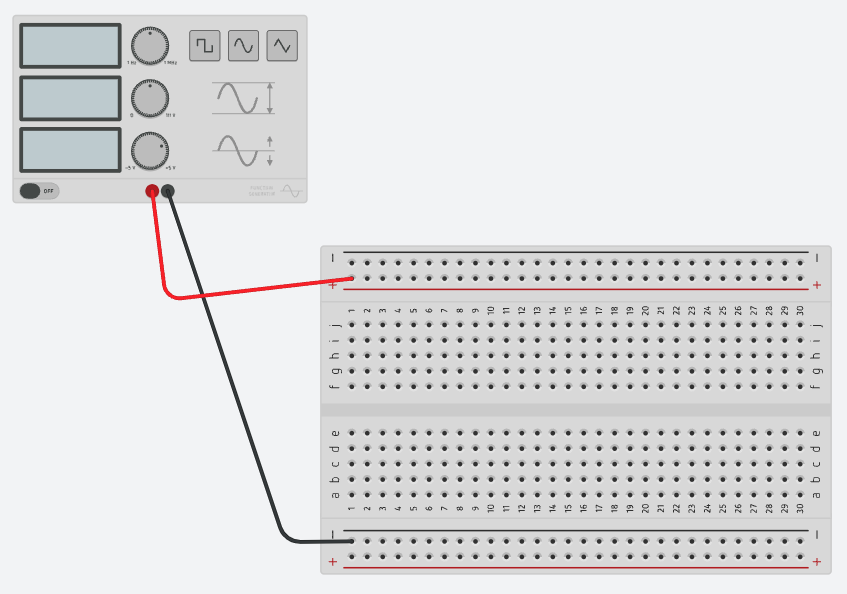 1 Hz 1 MHz
0 10 V
-5 V +5 V
OFF
FUNCTION
GENERATOR
− −
+ +
1 2 3 4 5 6 7 8 9 10 11 12 13 14 15 16 17 18 19 20 21 22 23 24 25 26 27 28 29 30
j j
i i
h h
g g
f f
e e
d d
c c
b b
a a
1 2 3 4 5 6 7 8 9 10 11 12 13 14 15 16 17 18 19 20 21 22 23 24 25 26 27 28 29 30
− −
+ +